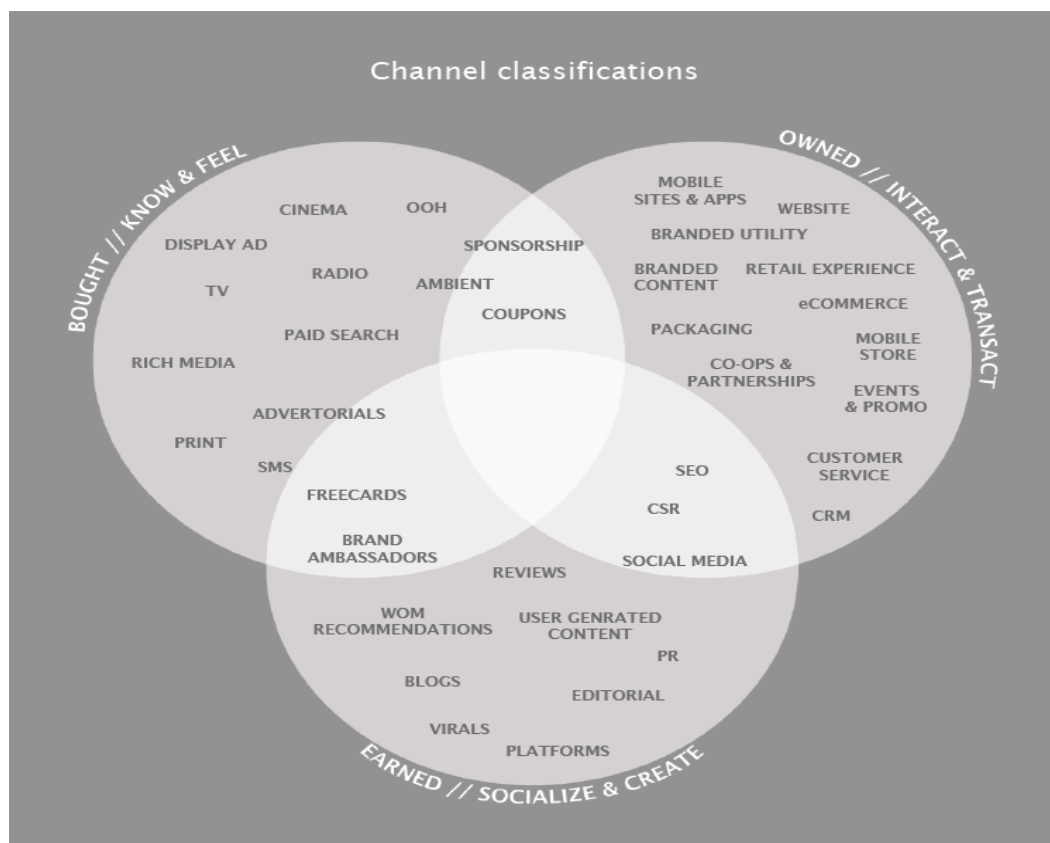 Channel classifications
BOUGHT // KNOW & FEEL
OWNED // INTERACT & TRANSACT
CINEMA
OOH
DISPLAY AD
RADIO
TV
AMBIENT
PAID SEARCH
RICH MEDIA
ADVERTORIALS
PRINT
SMS
SPONSORSHIP
COUPONS
MOBILE
SITES & APPS
WEBSITE
BRANDED UTILITY
BRANDED
CONTENT
RETAIL EXPERIENCE
eCOMMERCE
PACKAGING
MOBILE
STORE
CO-OPS &
PARTNERSHIPS
EVENTS
& PROMO
CUSTOMER
SERVICE
CRM
FREECARDS
BRAND
AMBASSADORS
SEO
CSR
SOCIAL MEDIA
REVIEWS
WOM
RECOMMENDATIONS
USER GENRATED
CONTENT
PR
BLOGS
EDITORIAL
VIRALS
PLATFORMS
EARNED // SOCIALIZE & CREATE